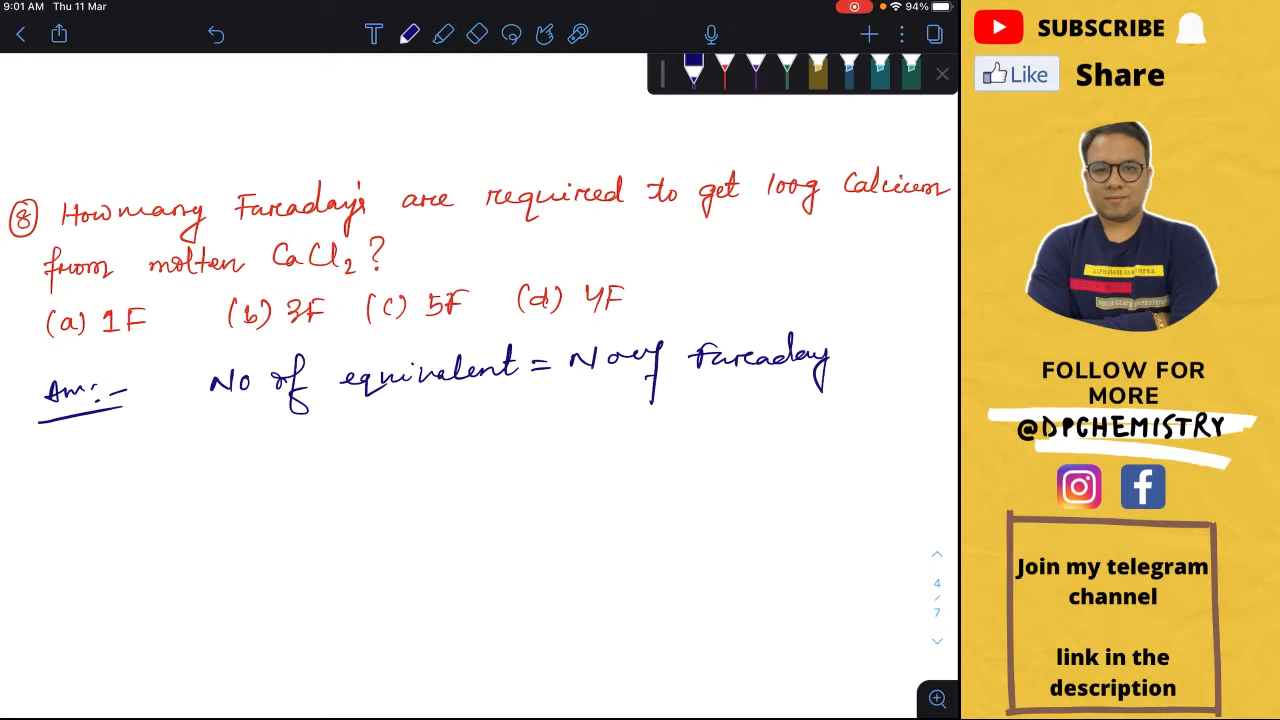 9:01 AM Thu 11 Mar
94%
⑧ How many Faraday's are required to get 100g Calcium
from molten CaCl₂?
(a) 1F (b) 3F (c) 5F (d) 4F
Ans:- No of equivalent = No of Faraday
4
/
7
SUBSCRIBE
Like Share
FOLLOW FOR
MORE
@DPCHEMISTRY
Join my telegram
channel
link in the
description